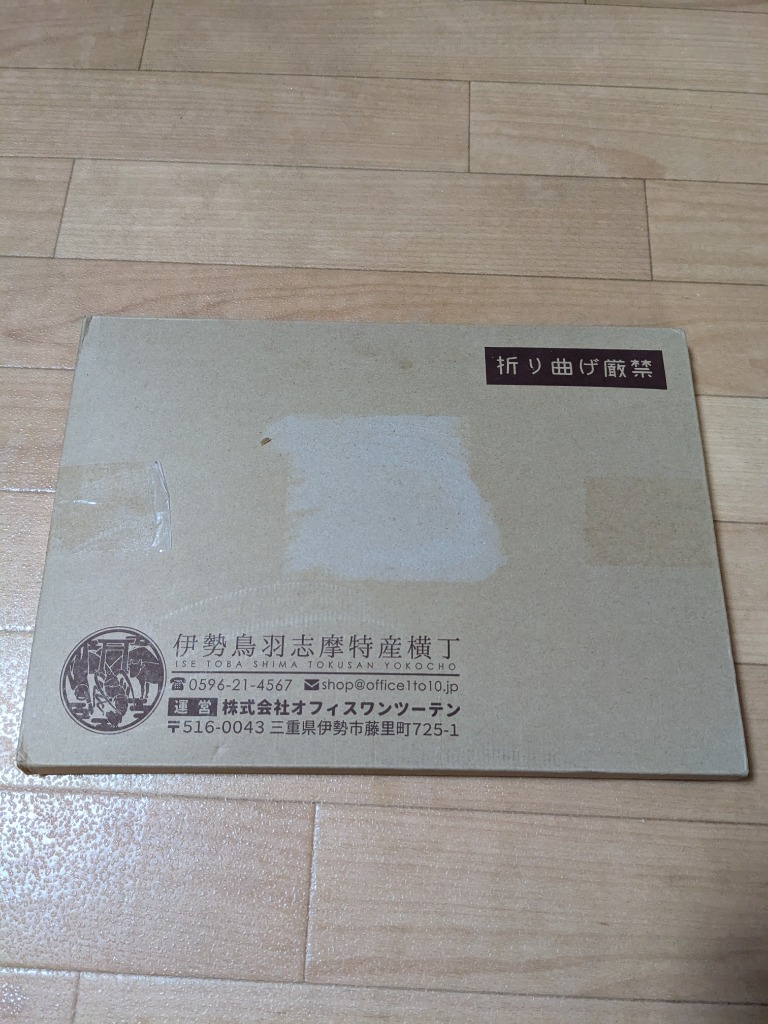 折り曲げ厳禁
伊勢鳥羽志摩特産横丁
ISE TOBA SHIMA TOKUSAN YOKOCHO
☎0596-21-4567 ✉shop@office1to10.jp
運営 株式会社オフィスワンツーテン
〒516-0043 三重県伊勢市藤里町725-1